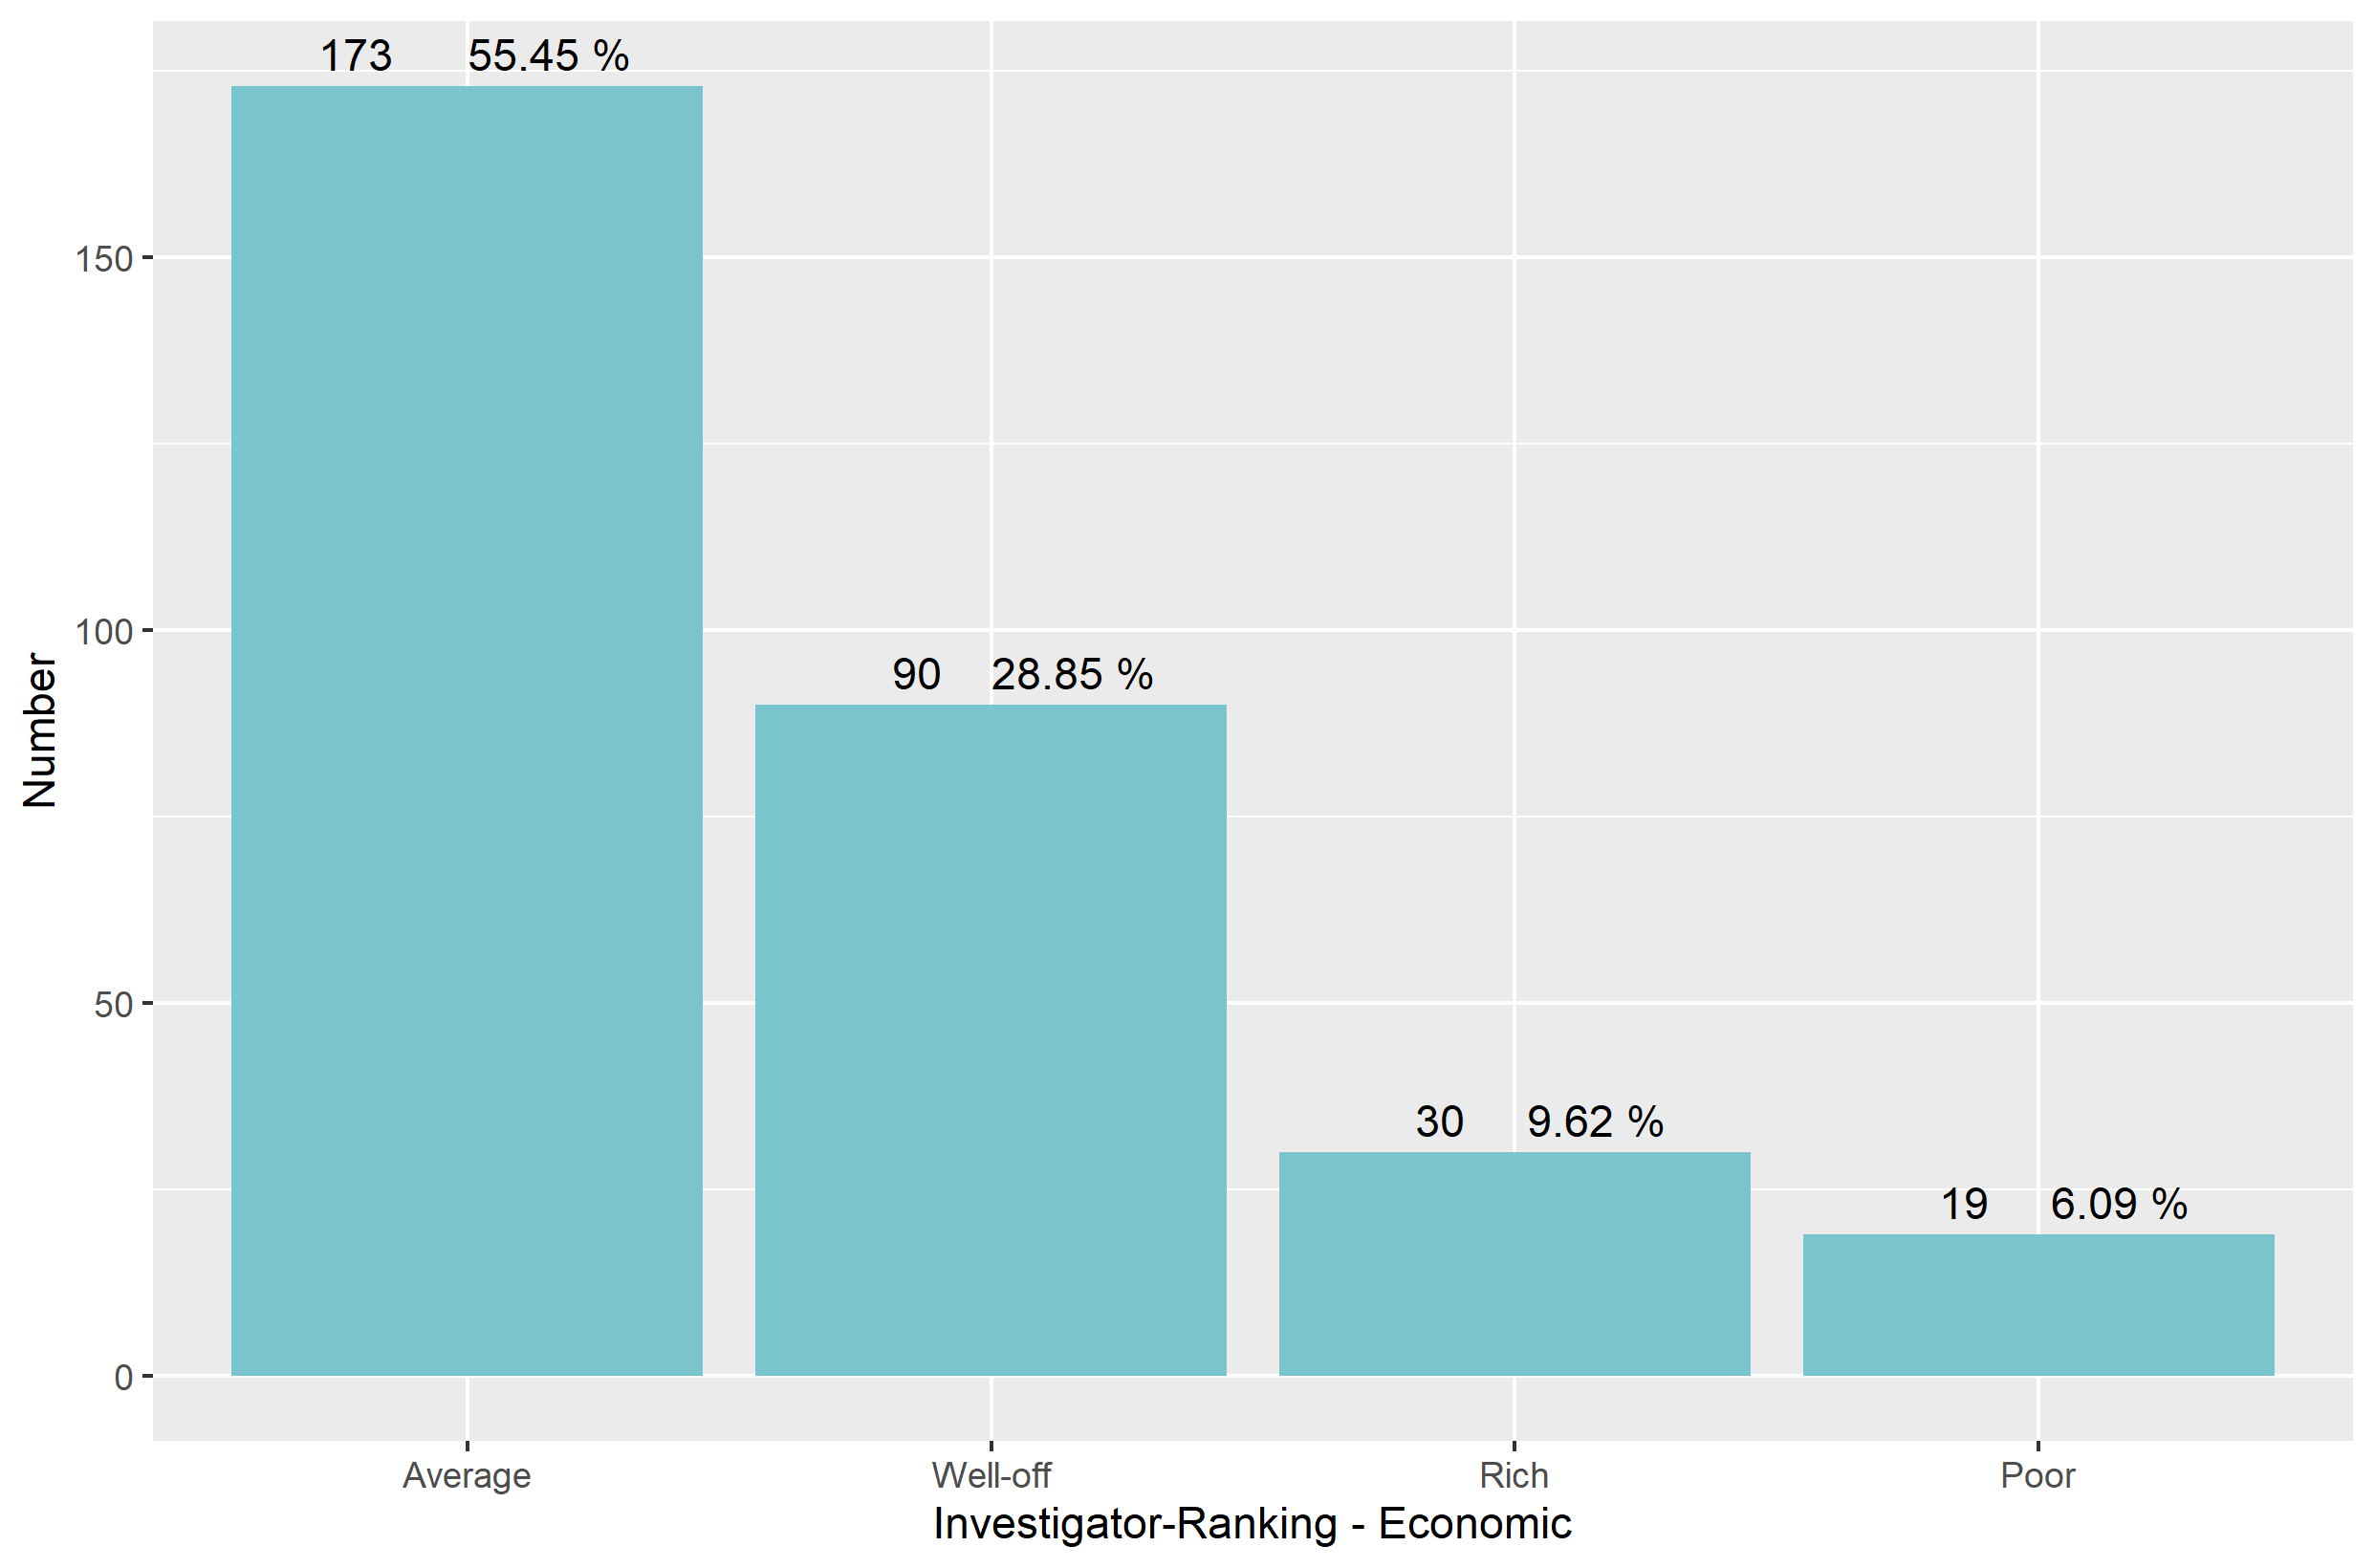 173 55.45 %
150
100
90 28.85 %
Number
50
30 9.62 %
19 6.09 %
0
Average Well-off Rich Poor
Investigator-Ranking - Economic